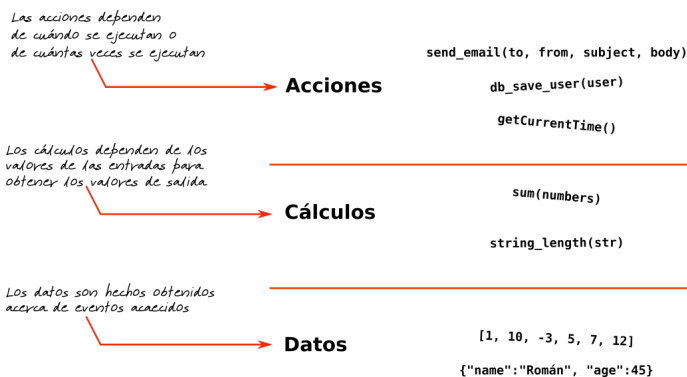 Las acciones dependen
de cuándo se ejecutan o
de cuántas veces se ejecutan
Acciones
send_email(to, from, subject, body)
db_save_user(user)
getCurrentTime()
Los cálculos dependen de los
valores de las entradas para
obtener los valores de salida
Cálculos
sum(numbers)
string_length(str)
Los datos son hechos obtenidos
acerca de eventos acaecidos
Datos
[1, 10, -3, 5, 7, 12]
{"name":"Román", "age":45}